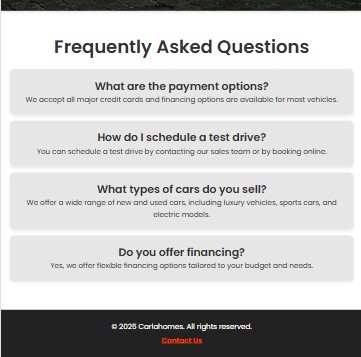 Frequently Asked Questions
What are the payment options?
We accept all major credit cards and financing options are available for most vehicles.
How do I schedule a test drive?
You can schedule a test drive by contacting our sales team or by booking online.
What types of cars do you sell?
We offer a wide range of new and used cars, including luxury vehicles, sports cars, and
electric models.
Do you offer financing?
Yes, we offer flexible financing options tailored to your budget and needs.
© 2025 Carlahomes. All rights reserved.
Contact Us